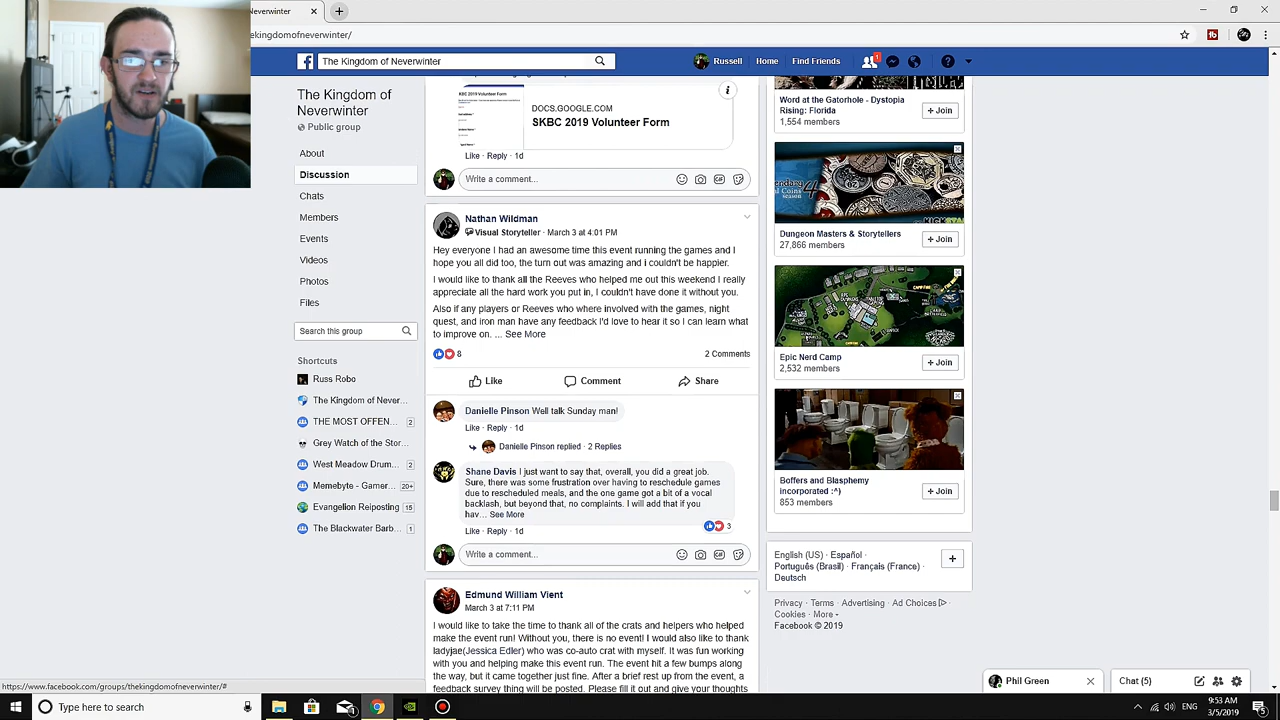 Neverwinter
kingdomofneverwinter/
The Kingdom of Neverwinter
Russell
Home
Find Friends
1
The Kingdom of
Neverwinter
Public group
About
Discussion
Chats
Members
Events
Videos
Photos
Files
Search this group
Shortcuts
Russ Robo
The Kingdom of Never...
THE MOST OFFEN... 2
Grey Watch of the Stor...
West Meadow Drum... 2
Memebyte - Gamer... 20+
Evangelion Reiposting 15
The Blackwater Barb... 1
KBC 2019 Volunteer Form
DOCS.GOOGLE.COM
SKBC 2019 Volunteer Form
Like · Reply · 1d
Write a comment...
Nathan Wildman
Visual Storyteller · March 3 at 4:01 PM
Hey everyone I had an awesome time this event running the games and I
hope you all did too, the turn out was amazing and i couldn't be happier.
I would like to thank all the Reeves who helped me out this weekend I really
appreciate all the hard work you put in, I couldn't have done it without you.
Also if any players or Reeves who where involved with the games, night
quest, and iron man have any feedback I'd love to hear it so I can learn what
to improve on. ... See More
8
2 Comments
Like
Comment
Share
Danielle Pinson Well talk Sunday man!
Like · Reply · 1d
Danielle Pinson replied · 2 Replies
Shane Davis I just want to say that, overall, you did a great job.
Sure, there was some frustration over having to reschedule games
due to rescheduled meals, and the one game got a bit of a vocal
backlash, but beyond that, no complaints. I will add that if you
hav... See More
3
Like · Reply · 1d
Write a comment...
Edmund William Vient
March 3 at 7:11 PM
I would like to take the time to thank all of the crats and helpers who helped
make the event run! Without you, there is no event! I would also like to thank
ladyjae(Jessica Edler) who was co-auto crat with myself. It was fun working
with you and helping make this event run. The event hit a few bumps along
the way, but it came together just fine. After a brief rest up from the event, a
feedback survey thing will be posted. Please fill it out and give your thoughts
Word at the Gatorhole - Dystopia
Rising: Florida
1,554 members
+ Join
Dungeon Masters & Storytellers
27,866 members
+ Join
Epic Nerd Camp
2,532 members
+ Join
Boffers and Blasphemy
incorporated :^)
853 members
+ Join
English (US) · Español ·
Português (Brasil) · Français (France) ·
Deutsch
Privacy · Terms · Advertising · Ad Choices ·
Cookies · More
Facebook © 2019
https://www.facebook.com/groups/thekingdomofneverwinter/#
Phil Green
Chat (5)
Type here to search
ENG
9:53 AM
3/5/2019
5